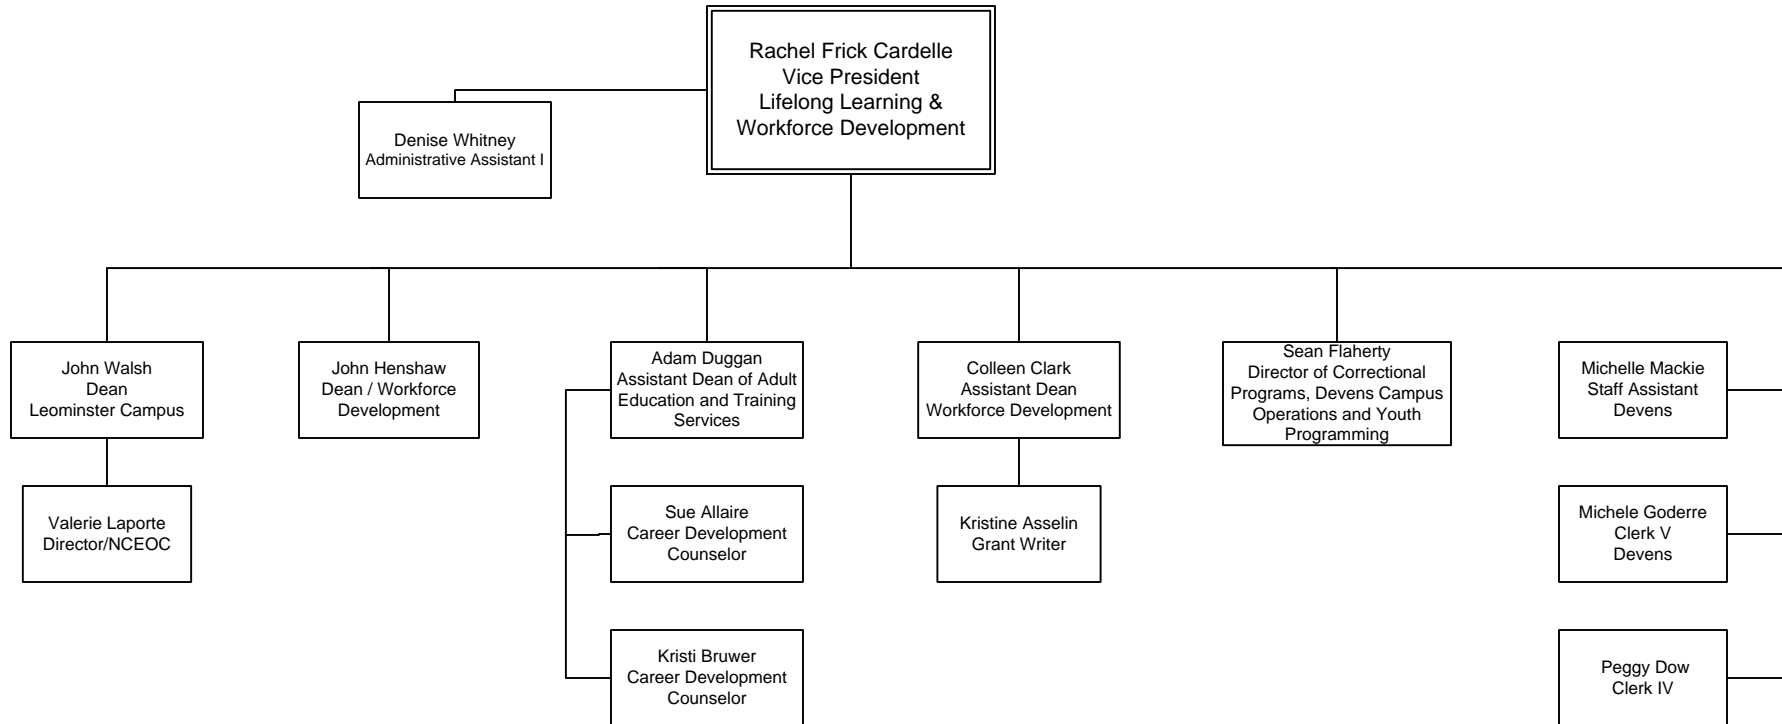 Rachel Frick Cardelle
Vice President
Lifelong Learning &
Workforce Development
Denise Whitney
Administrative Assistant I
John Walsh
Dean
Leominster Campus
John Henshaw
Dean / Workforce
Development
Adam Duggan
Assistant Dean of Adult
Education and Training
Services
Colleen Clark
Assistant Dean
Workforce Development
Sean Flaherty
Director of Correctional
Programs, Devens Campus
Operations and Youth
Programming
Michelle Mackie
Staff Assistant
Devens
Valerie Laporte
Director/NCEOC
Sue Allaire
Career Development
Counselor
Kristine Asselin
Grant Writer
Michele Goderre
Clerk V
Devens
Kristi Bruwer
Career Development
Counselor
Peggy Dow
Clerk IV